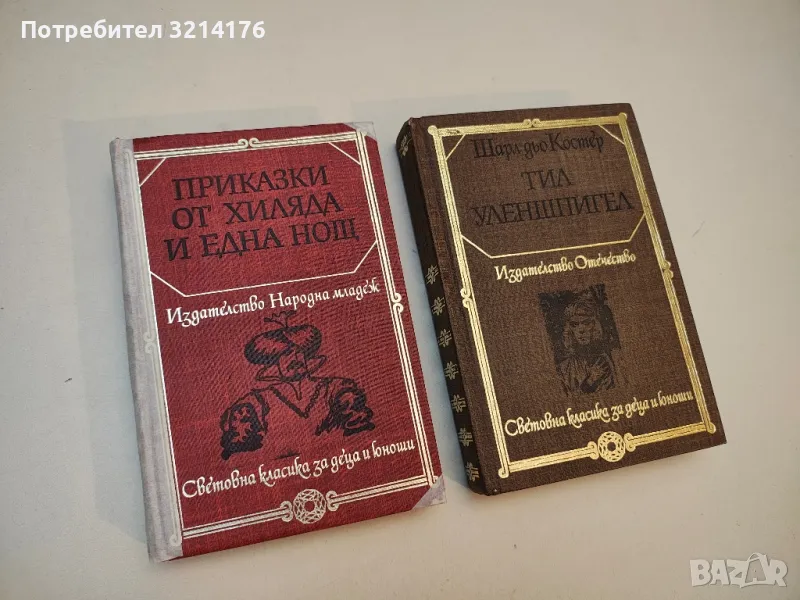 Потребител 3214176
ПРИКАЗКИ
ОТ ХИЛЯДА
И ЕДНА НОЩ
Издателство Народна младеж
Световна класика за деца и юноши
Шарл дьо Костер
ТИЛ
УЛЕНШПИГЕЛ
Издателство Отечество
Световна класика за деца и юноши
BAZAR